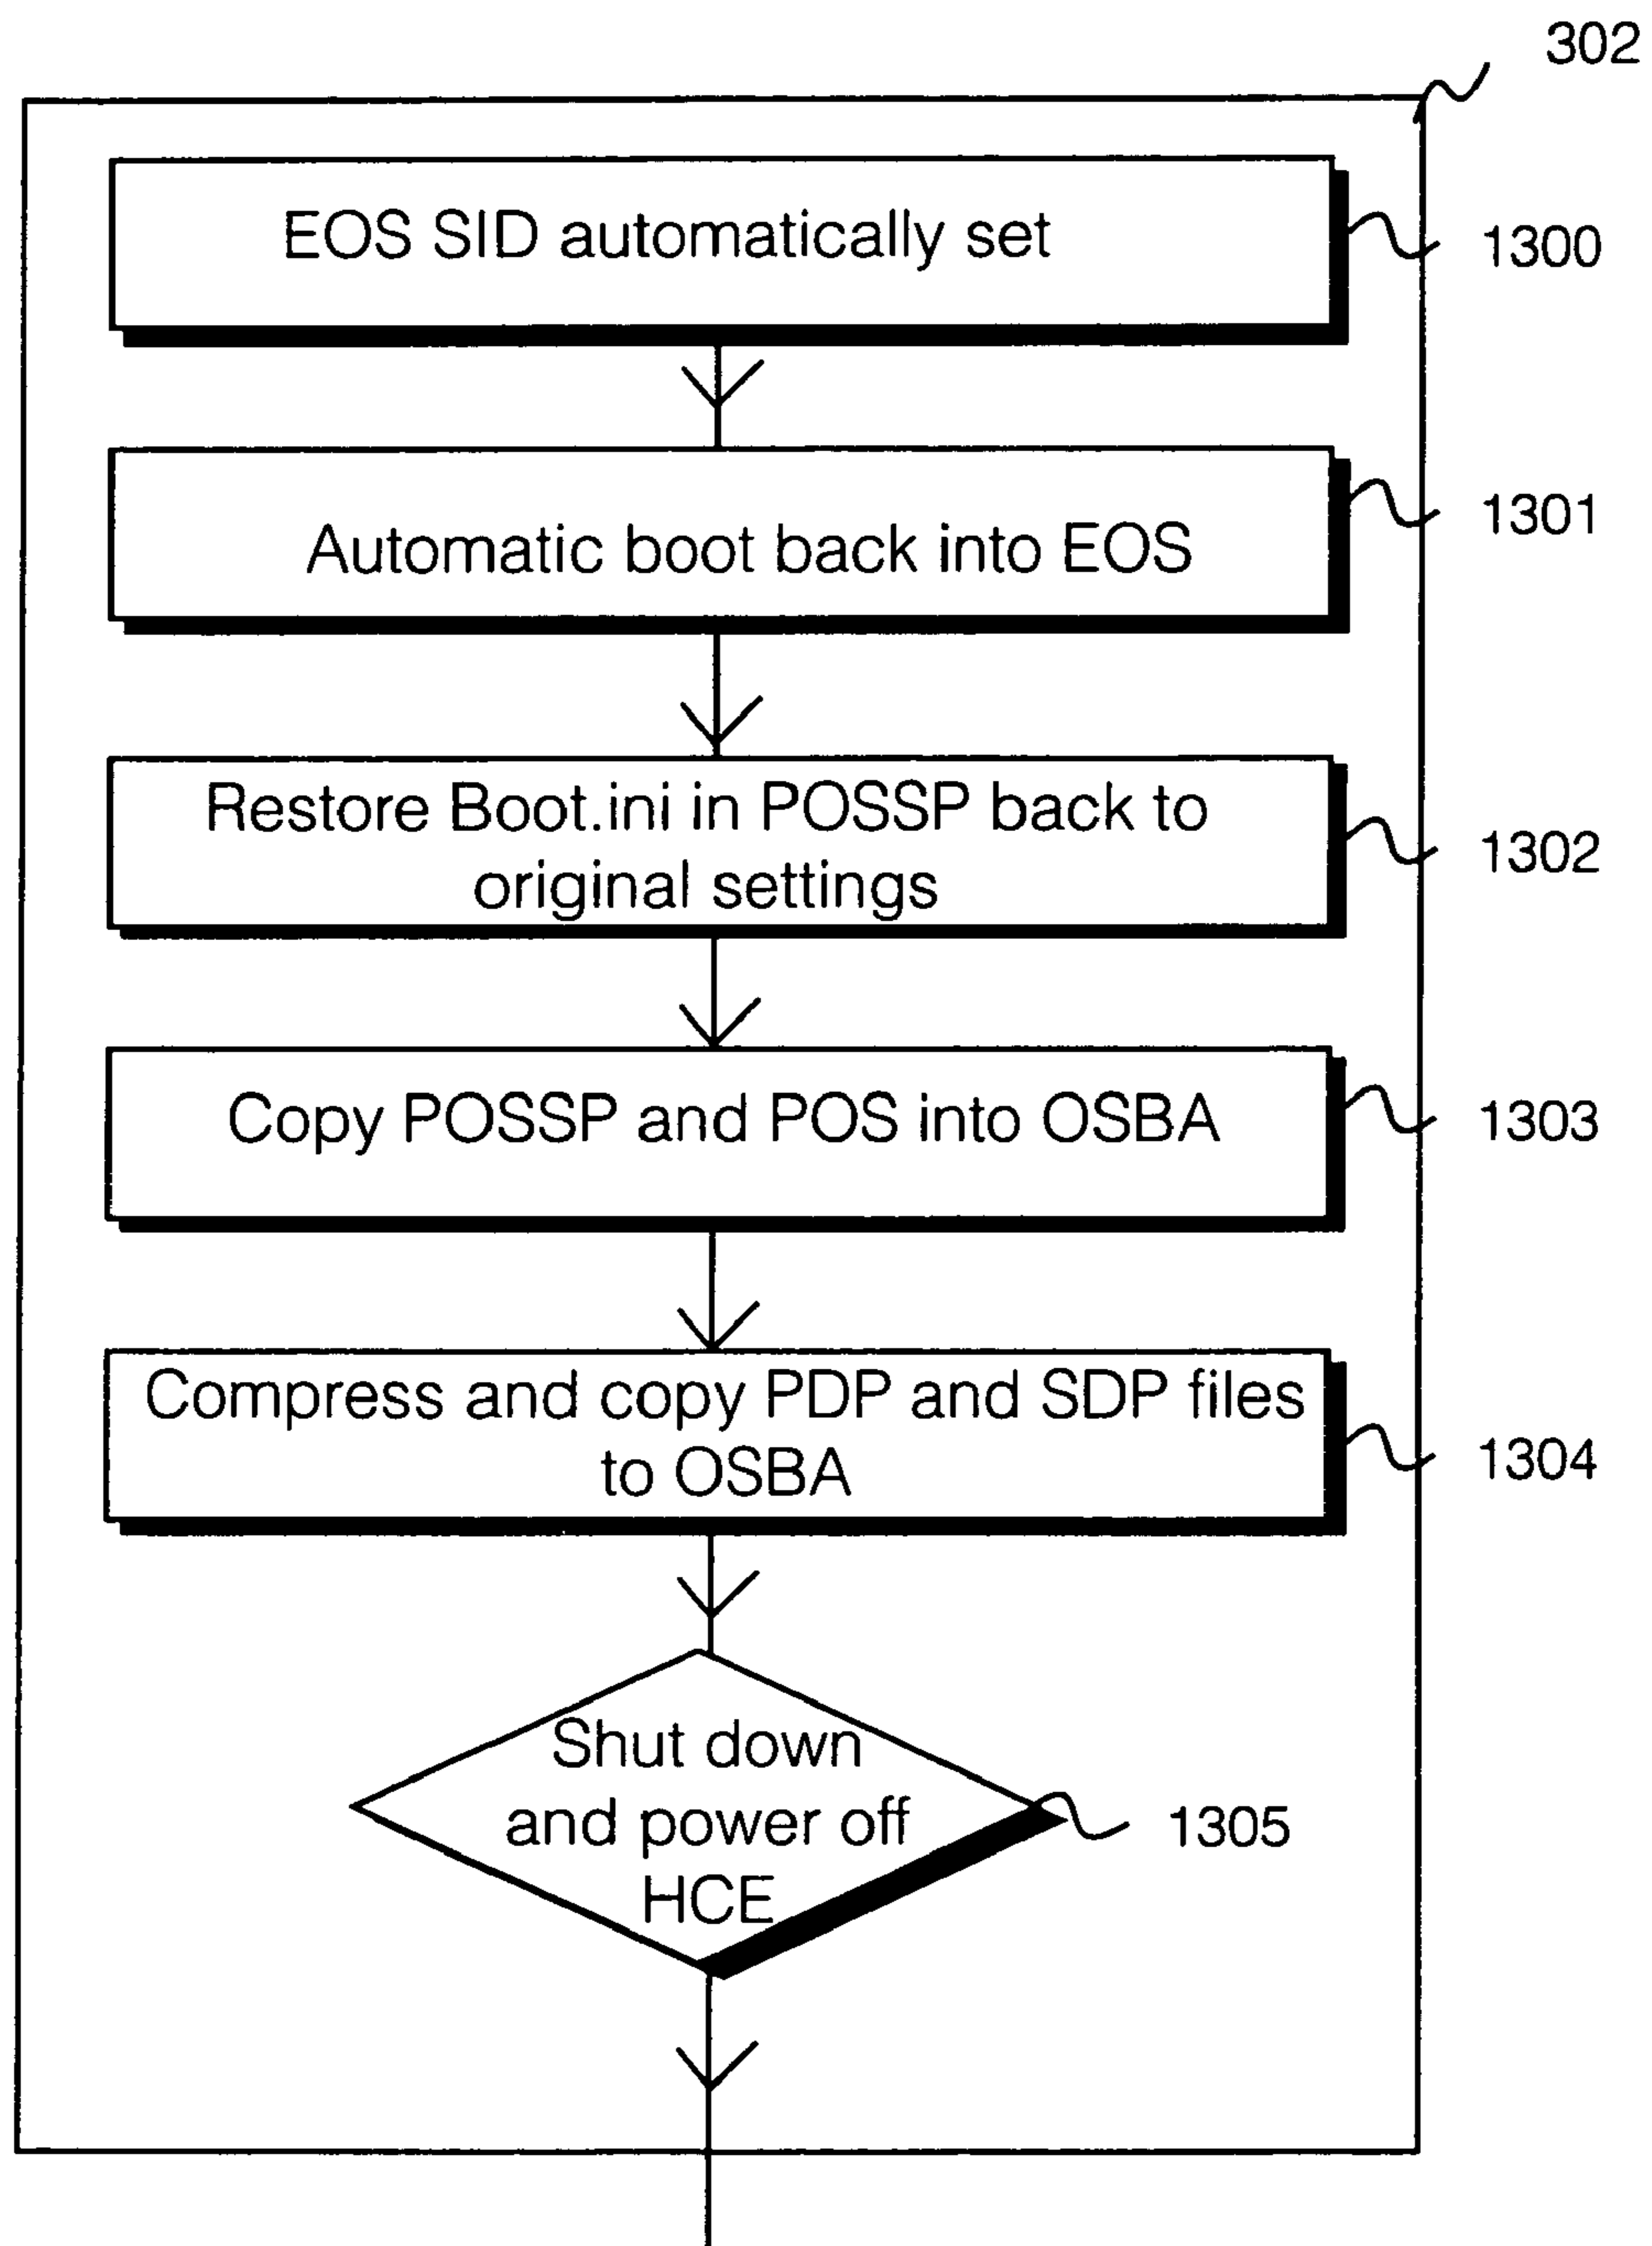 302
EOS SID automatically set
1300
Automatic boot back into EOS
1301
Restore Boot.ini in POSSP back to
original settings
1302
Copy POSSP and POS into OSBA
1303
Compress and copy PDP and SDP files
to OSBA
1304
Shut down
and power off
HCE
1305